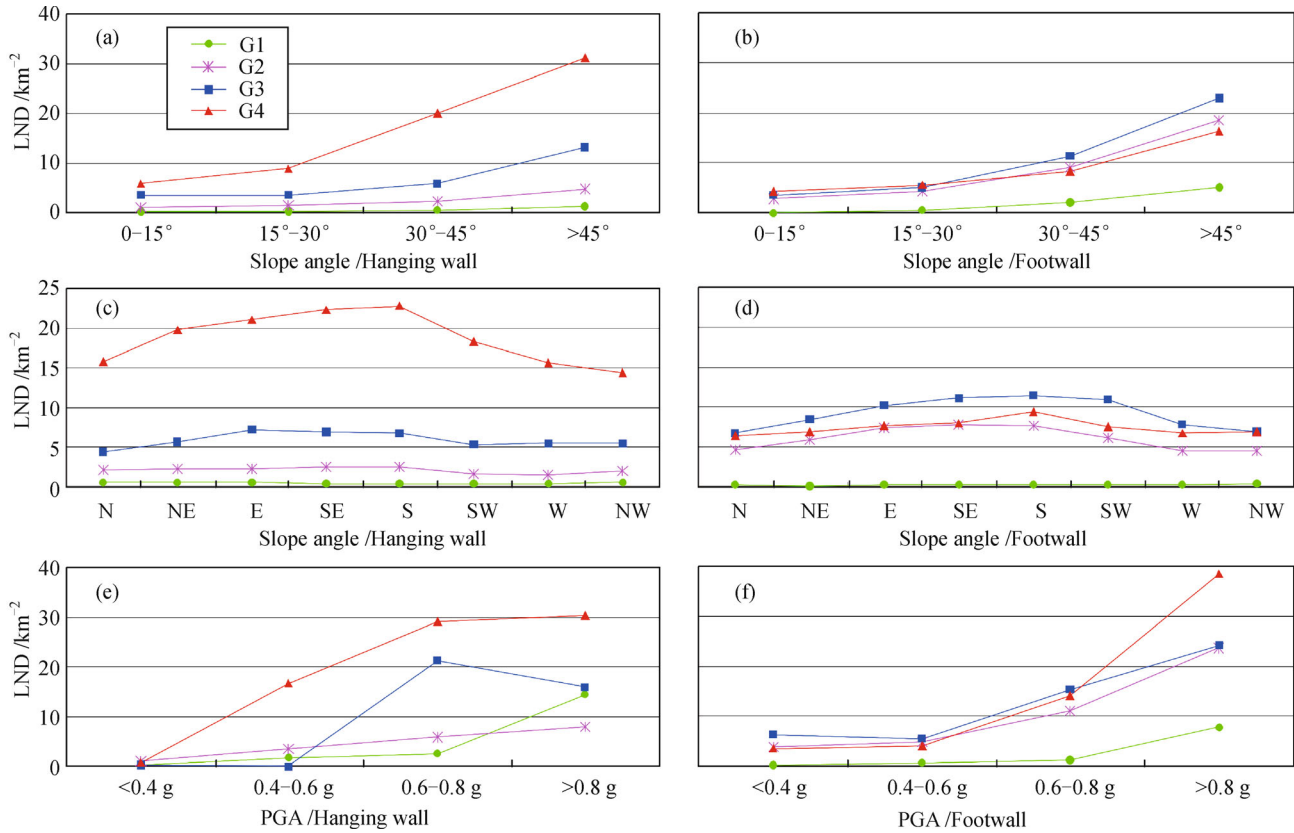 (a)
G1
G2
G3
G4
LND /km⁻²
40
30
20
10
0
0−15°
15°−30°
30°−45°
>45°
Slope angle /Hanging wall
(b)
0−15°
15°−30°
30°−45°
>45°
Slope angle /Footwall
(c)
LND /km⁻²
25
20
15
10
5
0
N NE E SE S SW W NW
Slope angle /Hanging wall
(d)
N NE E SE S SW W NW
Slope angle /Footwall
(e)
LND /km⁻²
40
30
20
10
0
<0.4 g
0.4−0.6 g
0.6−0.8 g
>0.8 g
PGA /Hanging wall
(f)
<0.4 g
0.4−0.6 g
0.6−0.8 g
>0.8 g
PGA /Footwall